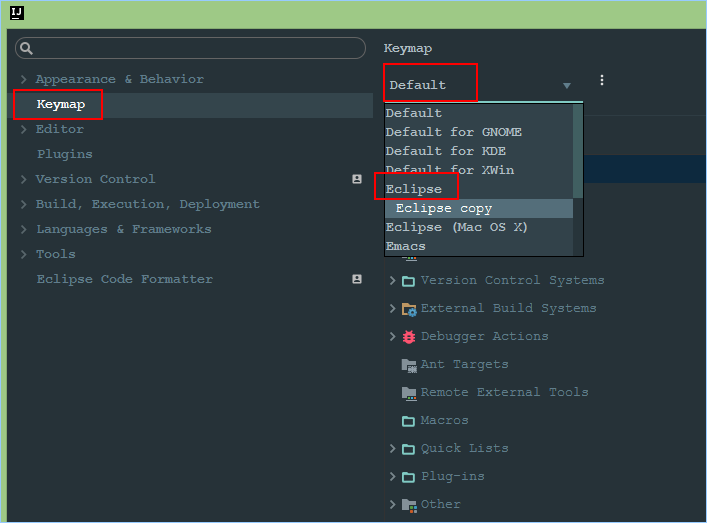 IJ
Keymap
Appearance & Behavior
Keymap
Editor
Plugins
Version Control
Build, Execution, Deployment
Languages & Frameworks
Tools
Eclipse Code Formatter
Default
Default
Default for GNOME
Default for KDE
Default for XWin
Eclipse
Eclipse copy
Eclipse (Mac OS X)
Emacs
Version Control Systems
External Build Systems
Debugger Actions
Ant Targets
Remote External Tools
Macros
Quick Lists
Plug-ins
Other